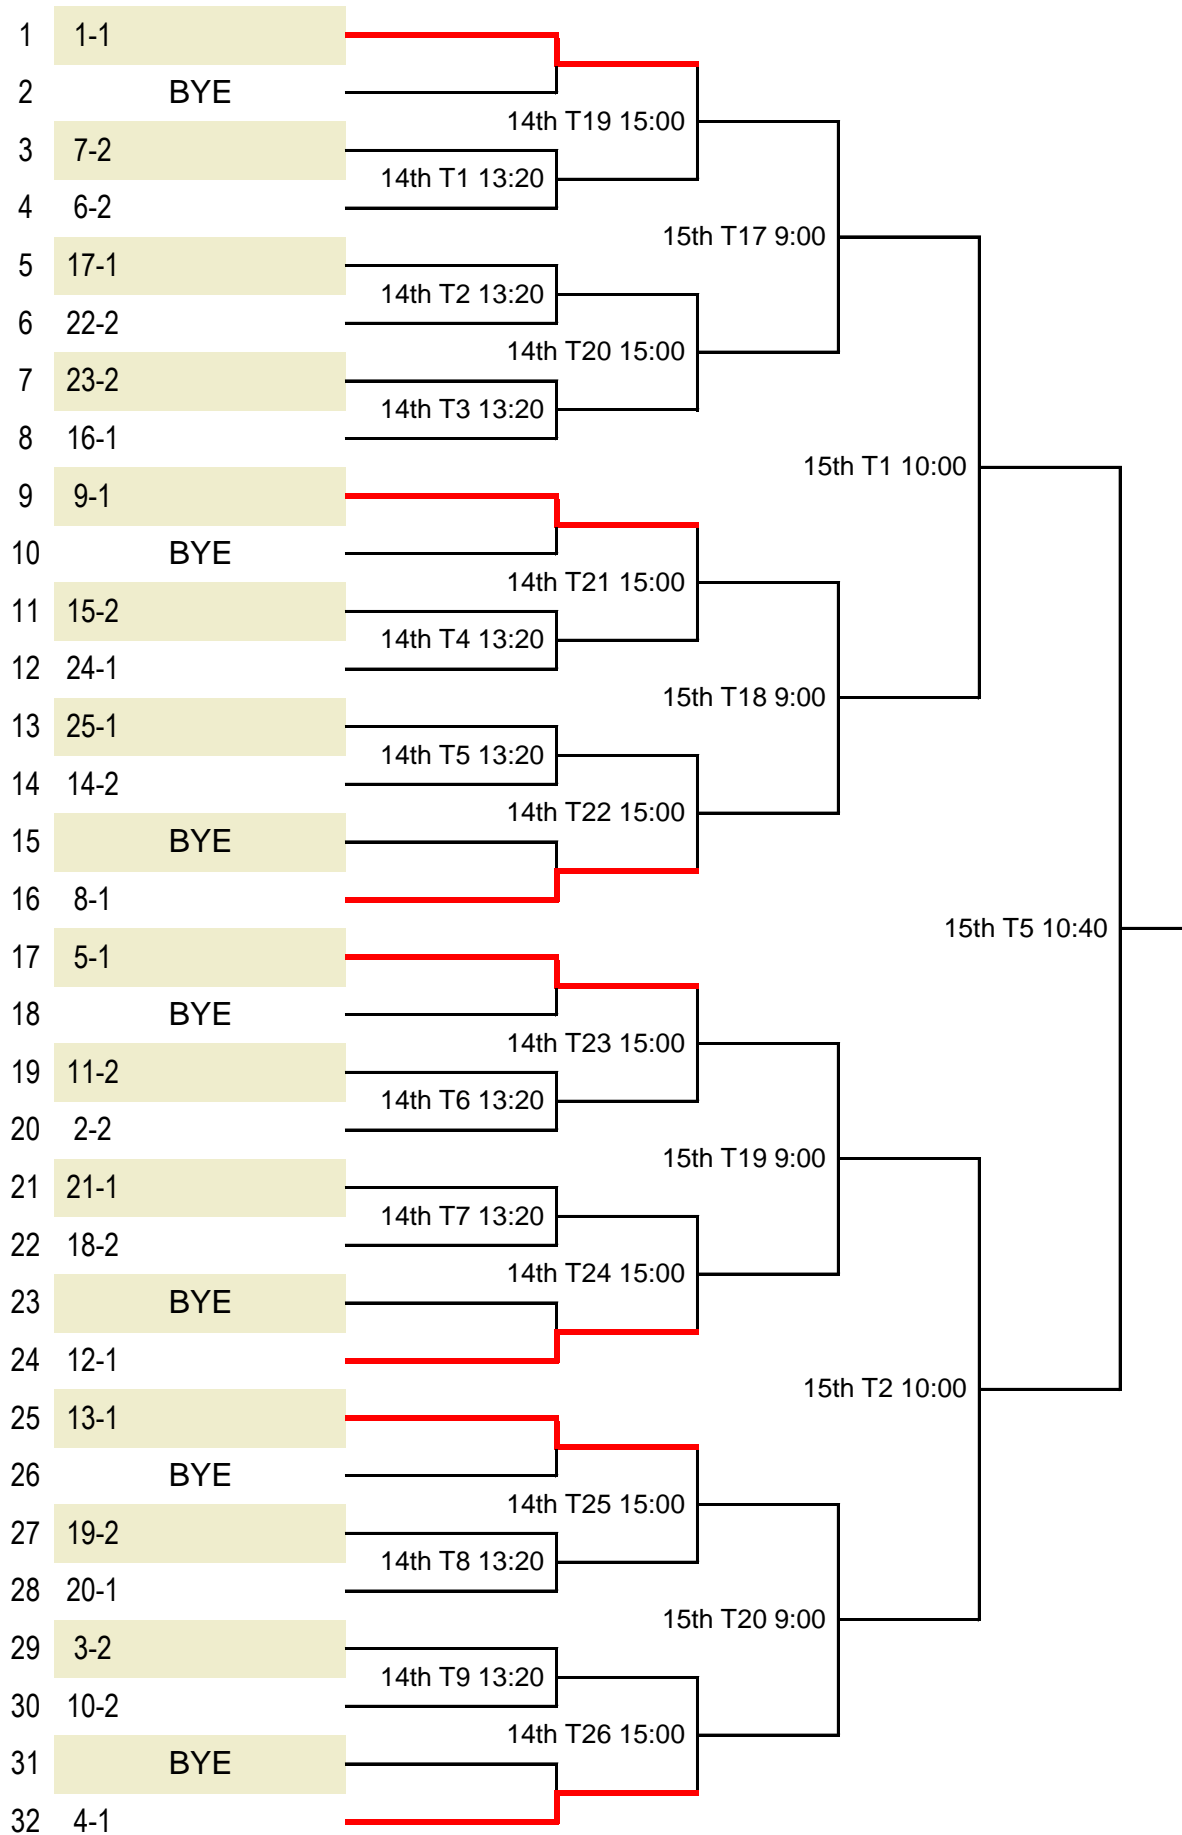 1 1-1
2 BYE
14th T19 15:00
3 7-2
14th T1 13:20
4 6-2
15th T17 9:00
5 17-1
14th T2 13:20
6 22-2
14th T20 15:00
7 23-2
14th T3 13:20
8 16-1
15th T1 10:00
9 9-1
10 BYE
14th T21 15:00
11 15-2
14th T4 13:20
12 24-1
15th T18 9:00
13 25-1
14th T5 13:20
14 14-2
14th T22 15:00
15 BYE
16 8-1
15th T5 10:40
17 5-1
18 BYE
14th T23 15:00
19 11-2
14th T6 13:20
20 2-2
15th T19 9:00
21 21-1
14th T7 13:20
22 18-2
14th T24 15:00
23 BYE
24 12-1
15th T2 10:00
25 13-1
26 BYE
14th T25 15:00
27 19-2
14th T8 13:20
28 20-1
15th T20 9:00
29 3-2
14th T9 13:20
30 10-2
14th T26 15:00
31 BYE
32 4-1